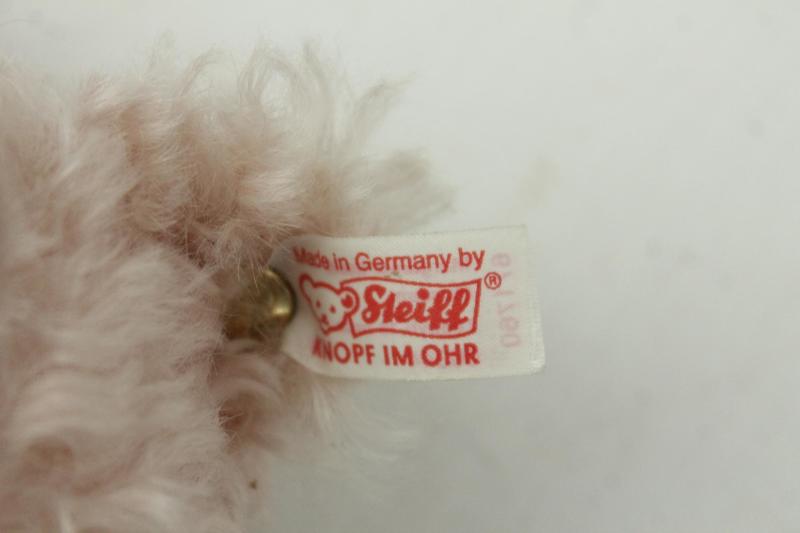 Made in Germany by
Steiff®
KNOPF IM OHR